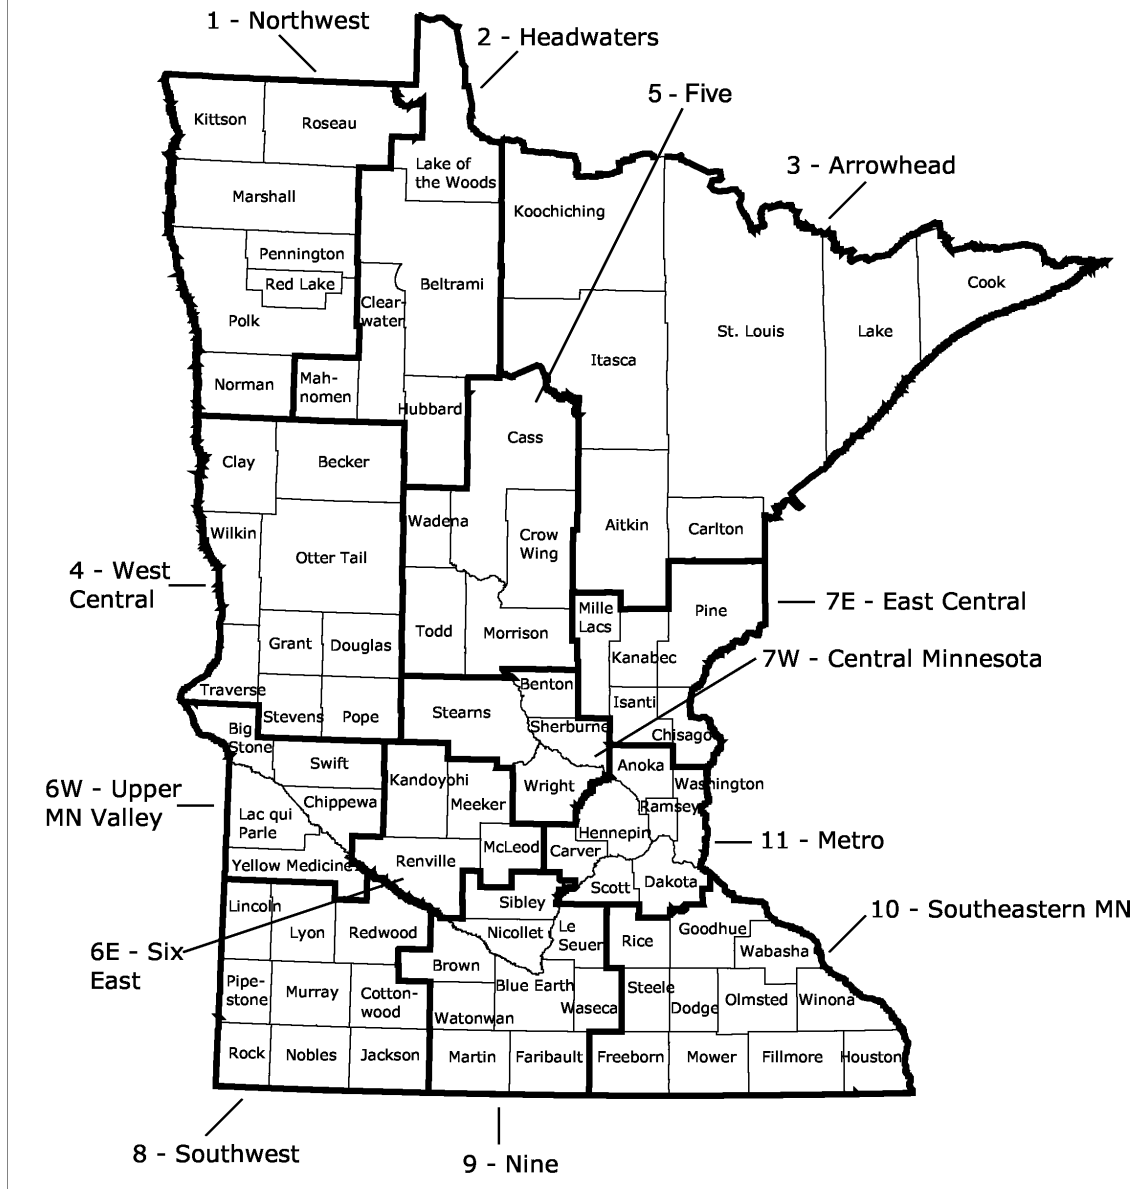 1 - Northwest
2 - Headwaters
5 - Five
3 - Arrowhead
Kittson
Roseau
Lake of
the Woods
Marshall
Koochiching
Pennington
Red Lake
Polk
Clear-
water
Beltrami
Cook
St. Louis
Lake
Itasca
Norman
Mah-
nomen
Hubbard
Cass
Clay
Becker
Wadena
Crow
Wing
Aitkin
Carlton
Wilkin
Otter Tail
4 - West
Central
7E - East Central
Mille
Lacs
Pine
Grant
Douglas
Todd
Morrison
Kanabec
7W - Central Minnesota
Traverse
Stevens
Pope
Stearns
Benton
Isanti
Sherburne
Chisago
Big
Stone
Swift
Kandoyohi
Anoka
Wright
Washington
6W - Upper
MN Valley
Chippewa
Meeker
Ramsey
Lac qui
Parle
Hennepin
11 - Metro
Yellow Medicine
Renville
McLeod
Carver
Scott
Dakota
Lincoln
Lyon
Redwood
Sibley
Nicollet
Le
Seuer
Rice
Goodhue
Wabasha
10 - Southeastern MN
6E - Six
East
Brown
Pipe-
stone
Murray
Cotton-
wood
Blue Earth
Watonwan
Waseca
Steele
Dodge
Olmsted
Winona
Rock
Nobles
Jackson
Martin
Faribault
Freeborn
Mower
Fillmore
Houston
8 - Southwest
9 - Nine